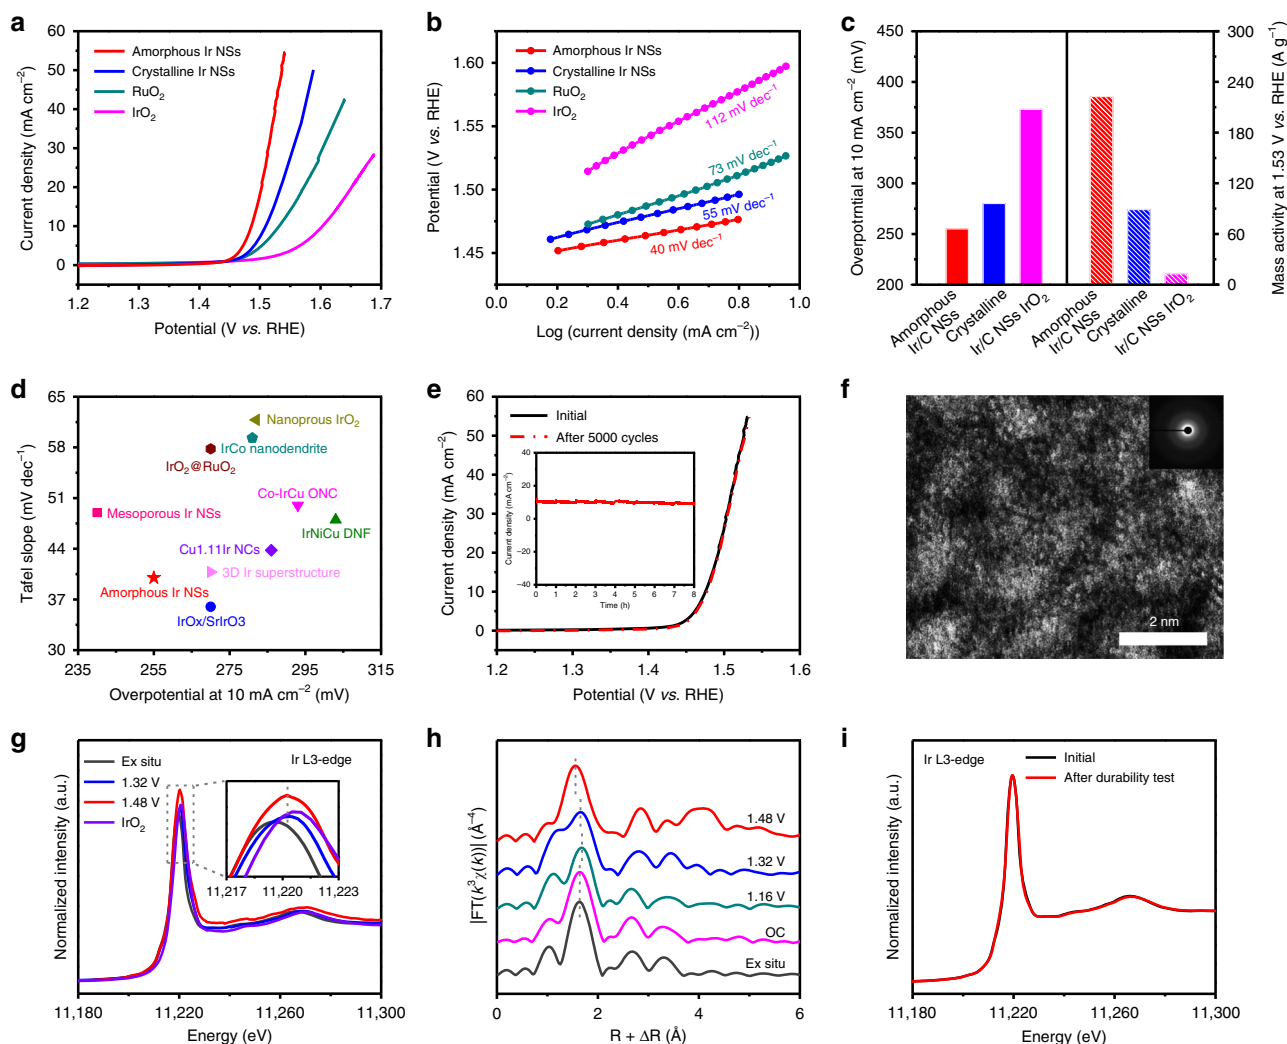 a
60
50
40
30
20
10
0
Current density (mA cm⁻²)
Amorphous Ir NSs
Crystalline Ir NSs
RuO₂
IrO₂
1.2 1.3 1.4 1.5 1.6 1.7
Potential (V vs. RHE)
b
1.60
1.55
1.50
1.45
Potential (V vs. RHE)
Amorphous Ir NSs
Crystalline Ir NSs
RuO₂
IrO₂
112 mV dec⁻¹
73 mV dec⁻¹
55 mV dec⁻¹
40 mV dec⁻¹
0.0 0.2 0.4 0.6 0.8 1.0
Log (current density (mA cm⁻²))
c
450
400
350
300
250
200
Overpotrntial at 10 mA cm⁻² (mV)
300
240
180
120
60
0
Mass activity at 1.53 V vs. RHE (A g⁻¹)
Amorphous
Ir/C NSs
Crystalline
Ir/C NSs
IrO₂
Amorphous
Ir/C NSs
Crystalline
Ir/C NSs
IrO₂
d
65
58
51
44
37
30
Tafel slope (mV dec⁻¹)
Nanoprous IrO₂
IrCo nanodendrite
IrO₂@RuO₂
Co-IrCu ONC
Mesoporous Ir NSs
IrNiCu DNF
Cu1.11Ir NCs
3D Ir superstructure
Amorphous Ir NSs
IrOx/SrIrO3
235 255 275 295 315
Overpotential at 10 mA cm⁻² (mV)
e
60
50
40
30
20
10
0
Current density (mA cm⁻²)
Initial
After 5000 cycles
40
20
0
−20
−40
Current density (mA cm⁻²)
0 1 2 3 4 5 6 7 8
Time (h)
1.2 1.3 1.4 1.5 1.6
Potential (V vs. RHE)
f
2 nm
g
Normalized intensity (a.u.)
Ex situ
1.32 V
1.48 V
IrO₂
Ir L3-edge
11,217 11,220 11,223
11,180 11,220 11,260 11,300
Energy (eV)
h
|FT(k³χ(k))| (Å⁻⁴)
1.48 V
1.32 V
1.16 V
OC
Ex situ
0 2 4 6
R + ΔR (Å)
i
Normalized intensity (a.u.)
Ir L3-edge
Initial
After durability test
11,180 11,220 11,260 11,300
Energy (eV)